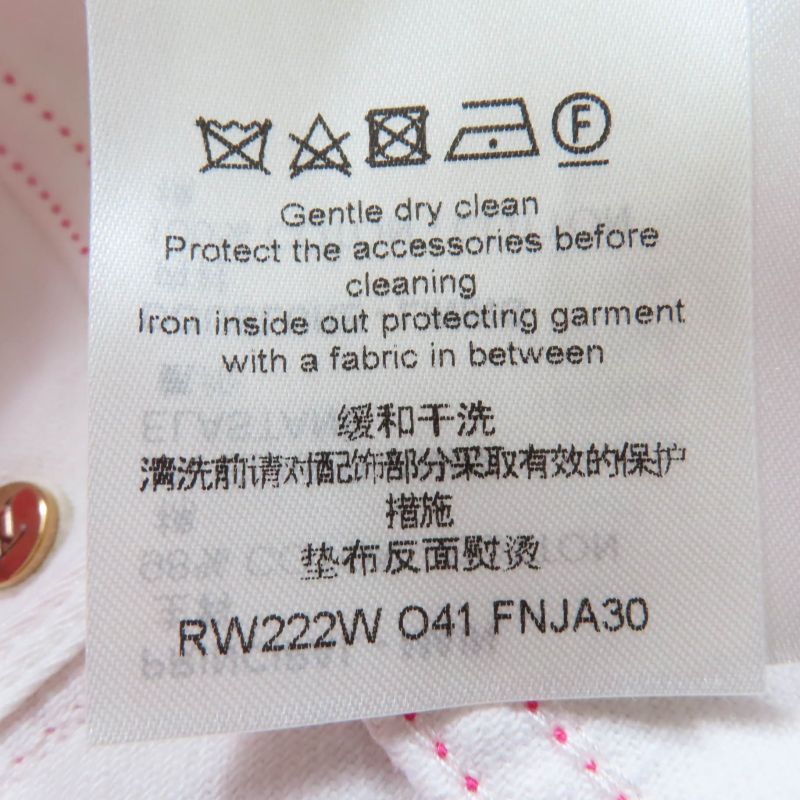 F
Gentle dry clean
Protect the accessories before
cleaning
Iron inside out protecting garment
with a fabric in between
缓和干洗
清洗前请对配饰部分采取有效的保护
措施
垫布反面熨烫
RW222W O41 FNJA30